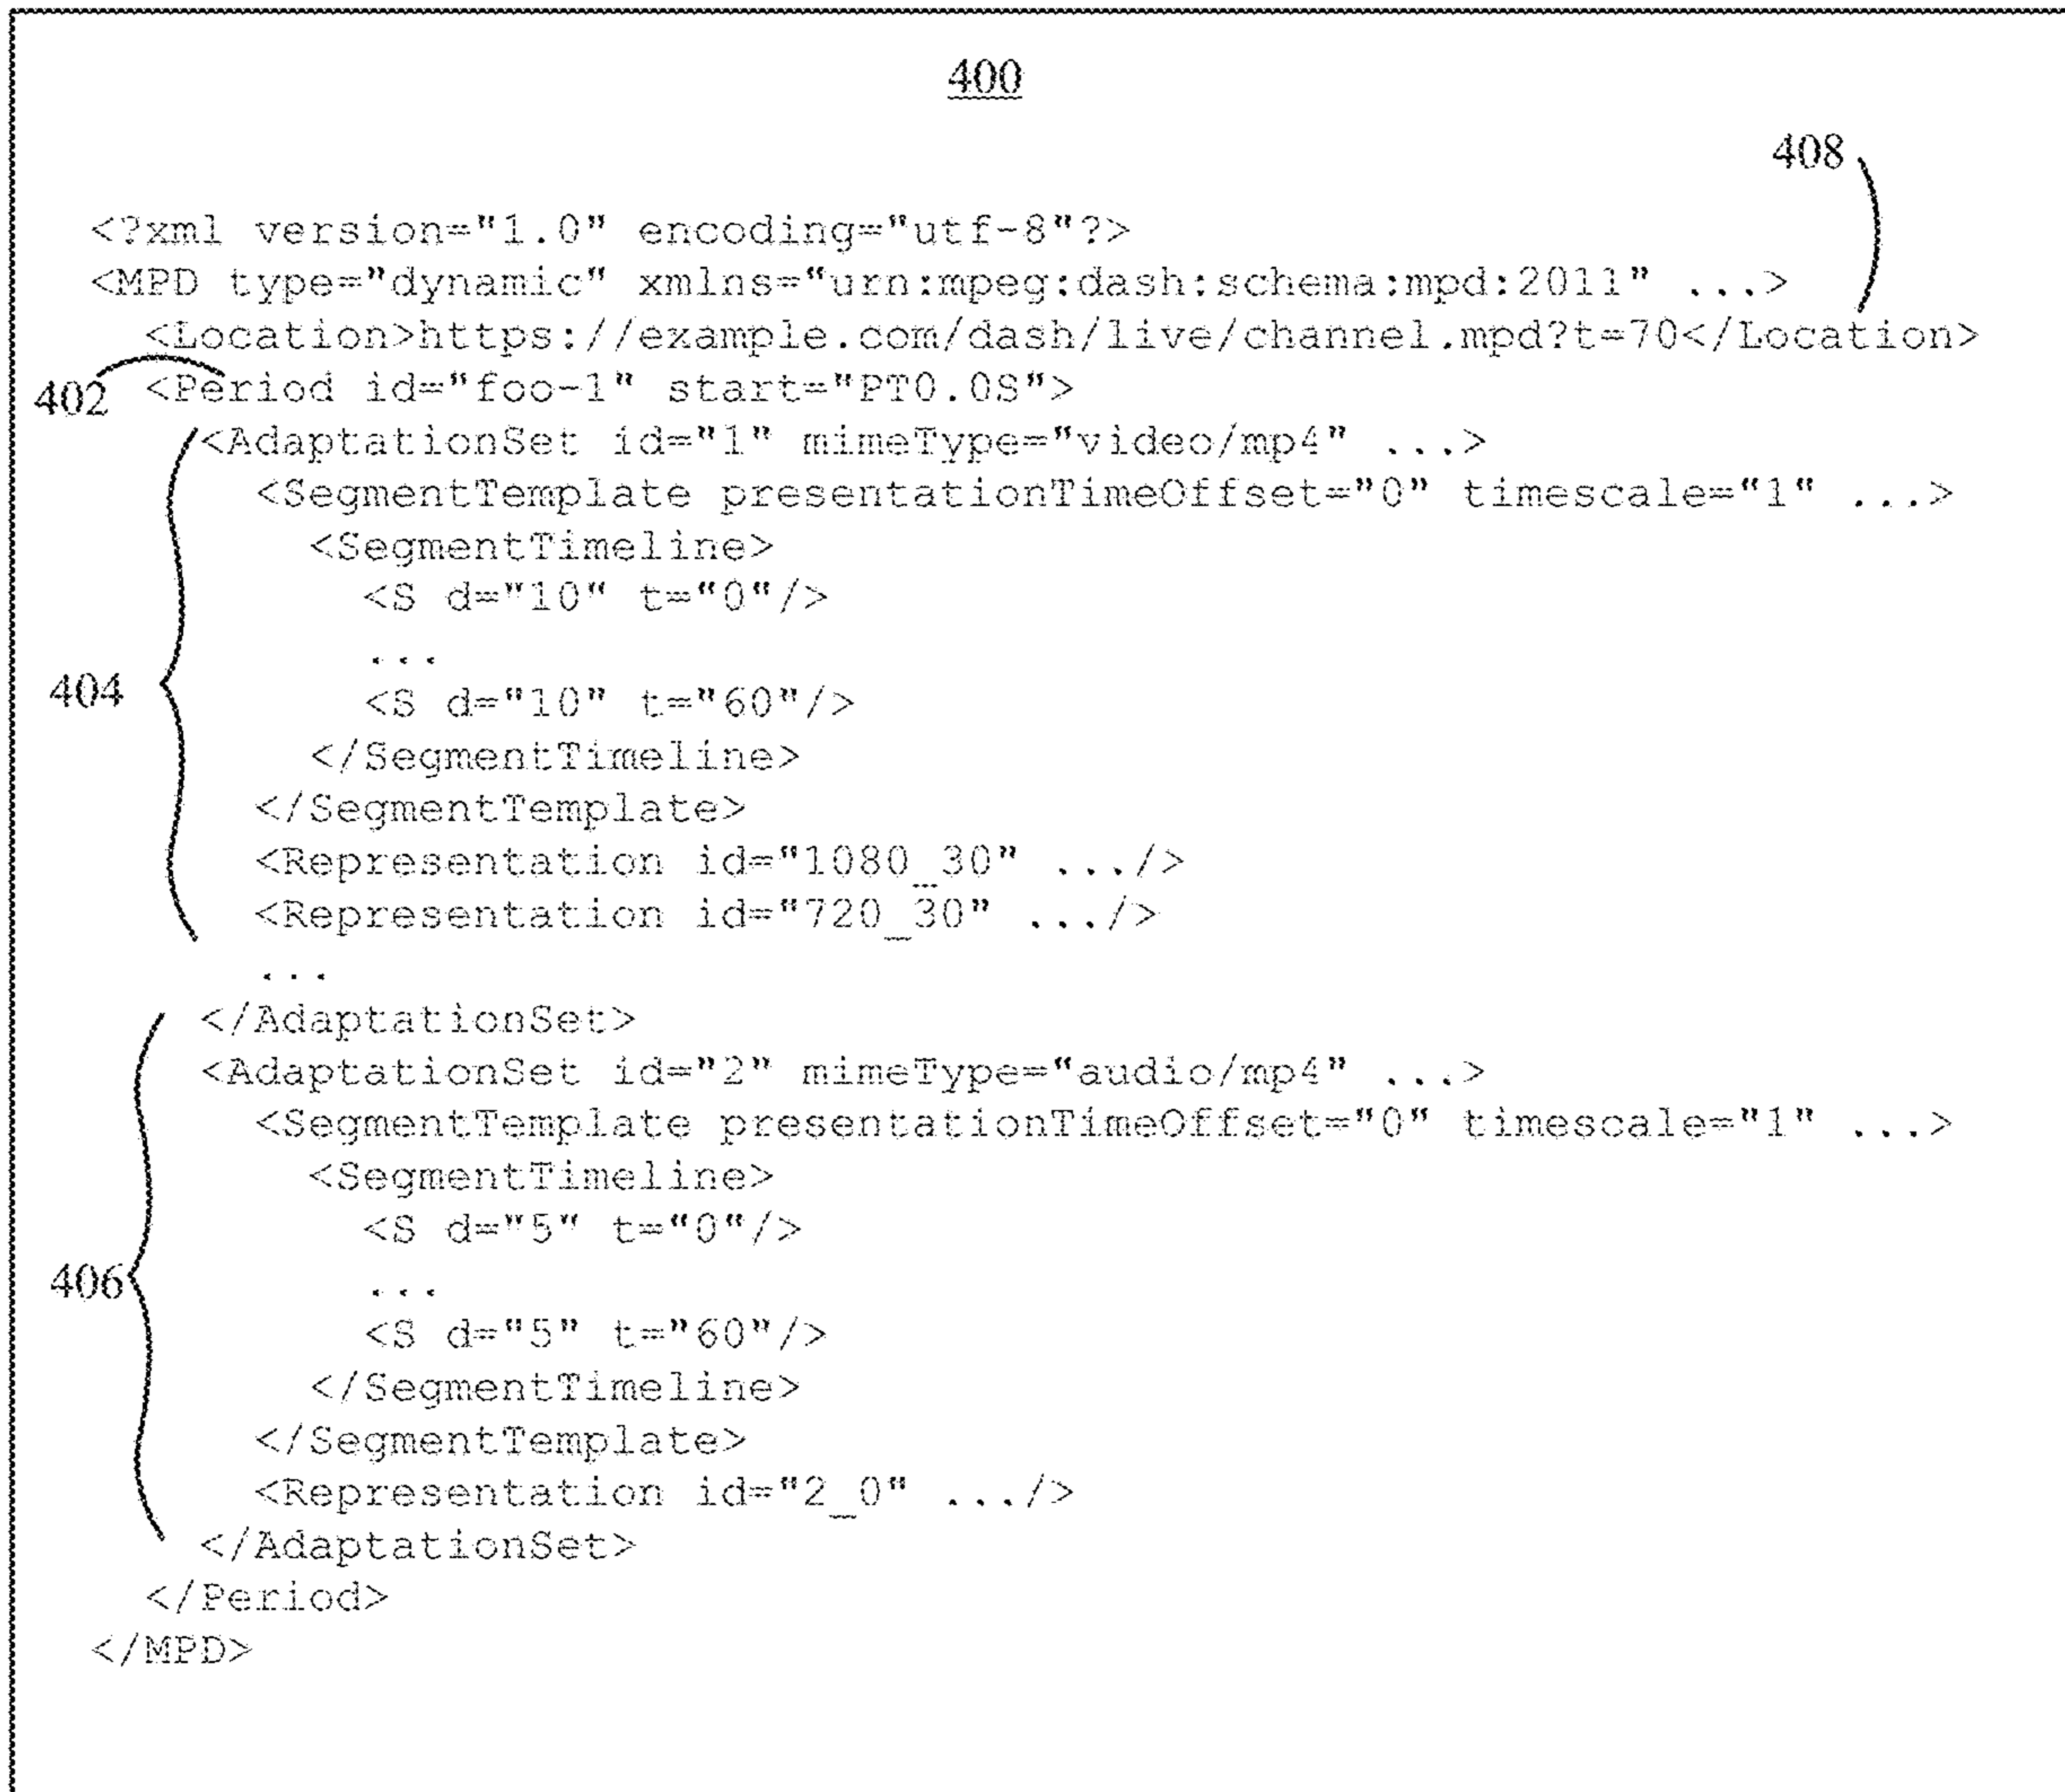 400
408
<?xml version="1.0" encoding="utf-8"?>
<MPD type="dynamic" xmlns="urn:mpeg:dash:schema:mpd:2011" ...>
<Location>https://example.com/dash/live/channel.mpd?t=70</Location>
402 <Period id="foo-1" start="PT0.0S">
<AdaptationSet id="1" mimeType="video/mp4" ...>
<SegmentTemplate presentationTimeOffset="0" timescale="1" ...>
<SegmentTimeline>
<S d="10" t="0"/>
...
404 <S d="10" t="60"/>
</SegmentTimeline>
</SegmentTemplate>
<Representation id="1080_30" .../>
<Representation id="720_30" .../>
...
</AdaptationSet>
<AdaptationSet id="2" mimeType="audio/mp4" ...>
<SegmentTemplate presentationTimeOffset="0" timescale="1" ...>
<SegmentTimeline>
<S d="5" t="0"/>
406 ...
<S d="5" t="60"/>
</SegmentTimeline>
</SegmentTemplate>
<Representation id="2_0" .../>
</AdaptationSet>
</Period>
</MPD>